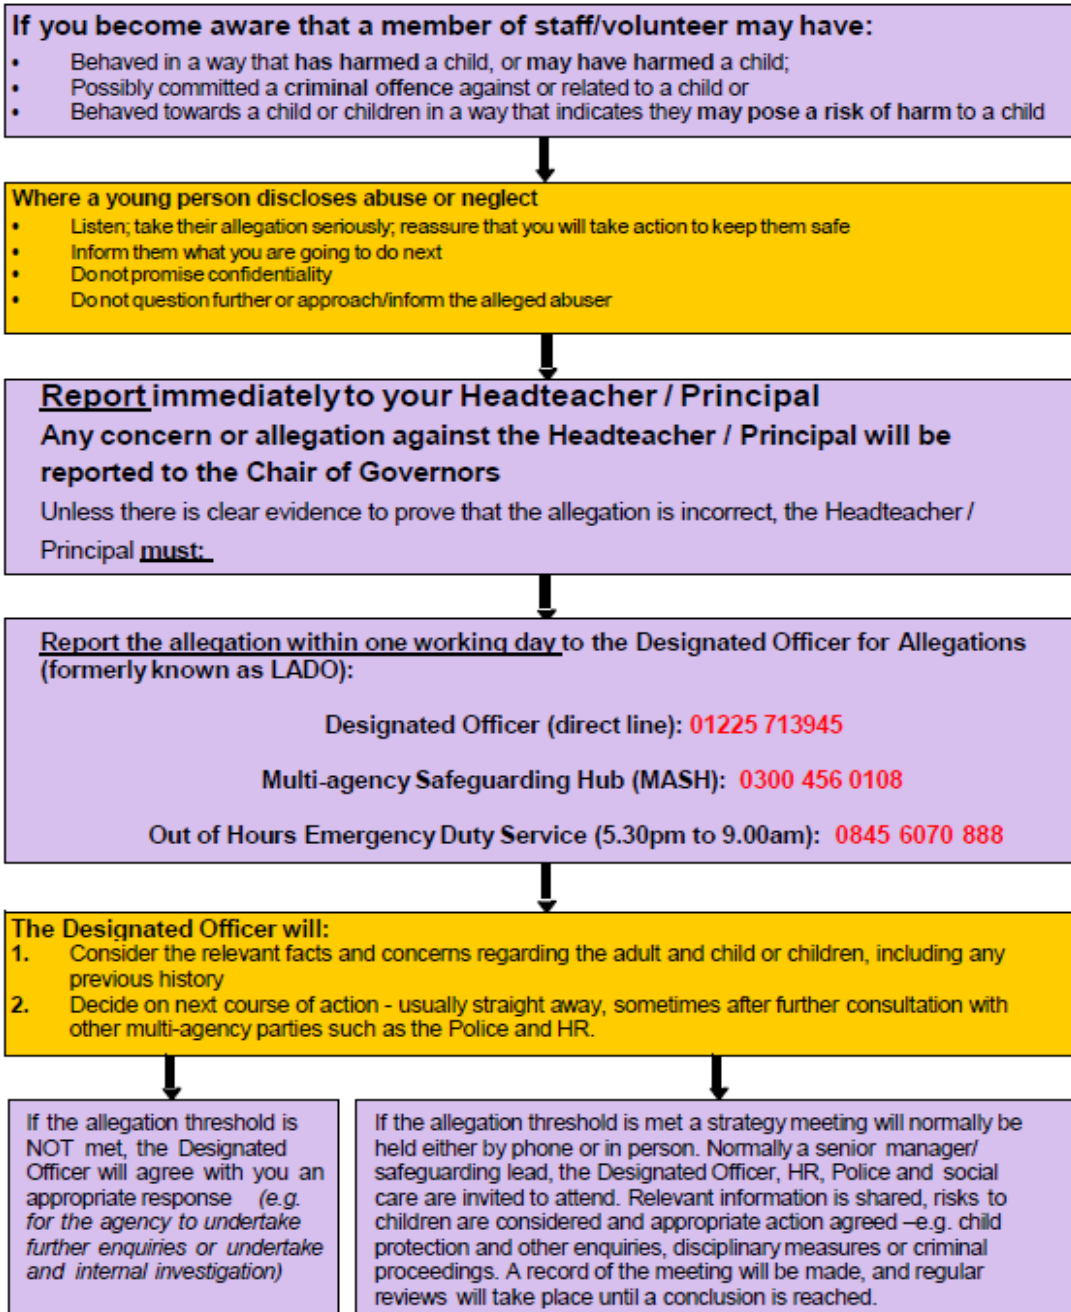 If you become aware that a member of staff/volunteer may have:
• Behaved in a way that has harmed a child, or may have harmed a child;
• Possibly committed a criminal offence against or related to a child or
• Behaved towards a child or children in a way that indicates they may pose a risk of harm to a child
Where a young person discloses abuse or neglect
• Listen; take their allegation seriously; reassure that you will take action to keep them safe
• Inform them what you are going to do next
• Do not promise confidentiality
• Do not question further or approach/inform the alleged abuser
Report immediately to your Headteacher / Principal
Any concern or allegation against the Headteacher / Principal will be
reported to the Chair of Governors
Unless there is clear evidence to prove that the allegation is incorrect, the Headteacher /
Principal must:
Report the allegation within one working day to the Designated Officer for Allegations
(formerly known as LADO):
Designated Officer (direct line): 01225 713945
Multi-agency Safeguarding Hub (MASH): 0300 456 0108
Out of Hours Emergency Duty Service (5.30pm to 9.00am): 0845 6070 888
The Designated Officer will:
1. Consider the relevant facts and concerns regarding the adult and child or children, including any
previous history
2. Decide on next course of action - usually straight away, sometimes after further consultation with
other multi-agency parties such as the Police and HR.
If the allegation threshold is
NOT met, the Designated
Officer will agree with you an
appropriate response (e.g.
for the agency to undertake
further enquiries or undertake
and internal investigation)
If the allegation threshold is met a strategy meeting will normally be
held either by phone or in person. Normally a senior manager/
safeguarding lead, the Designated Officer, HR, Police and social
care are invited to attend. Relevant information is shared, risks to
children are considered and appropriate action agreed –e.g. child
protection and other enquiries, disciplinary measures or criminal
proceedings. A record of the meeting will be made, and regular
reviews will take place until a conclusion is reached.